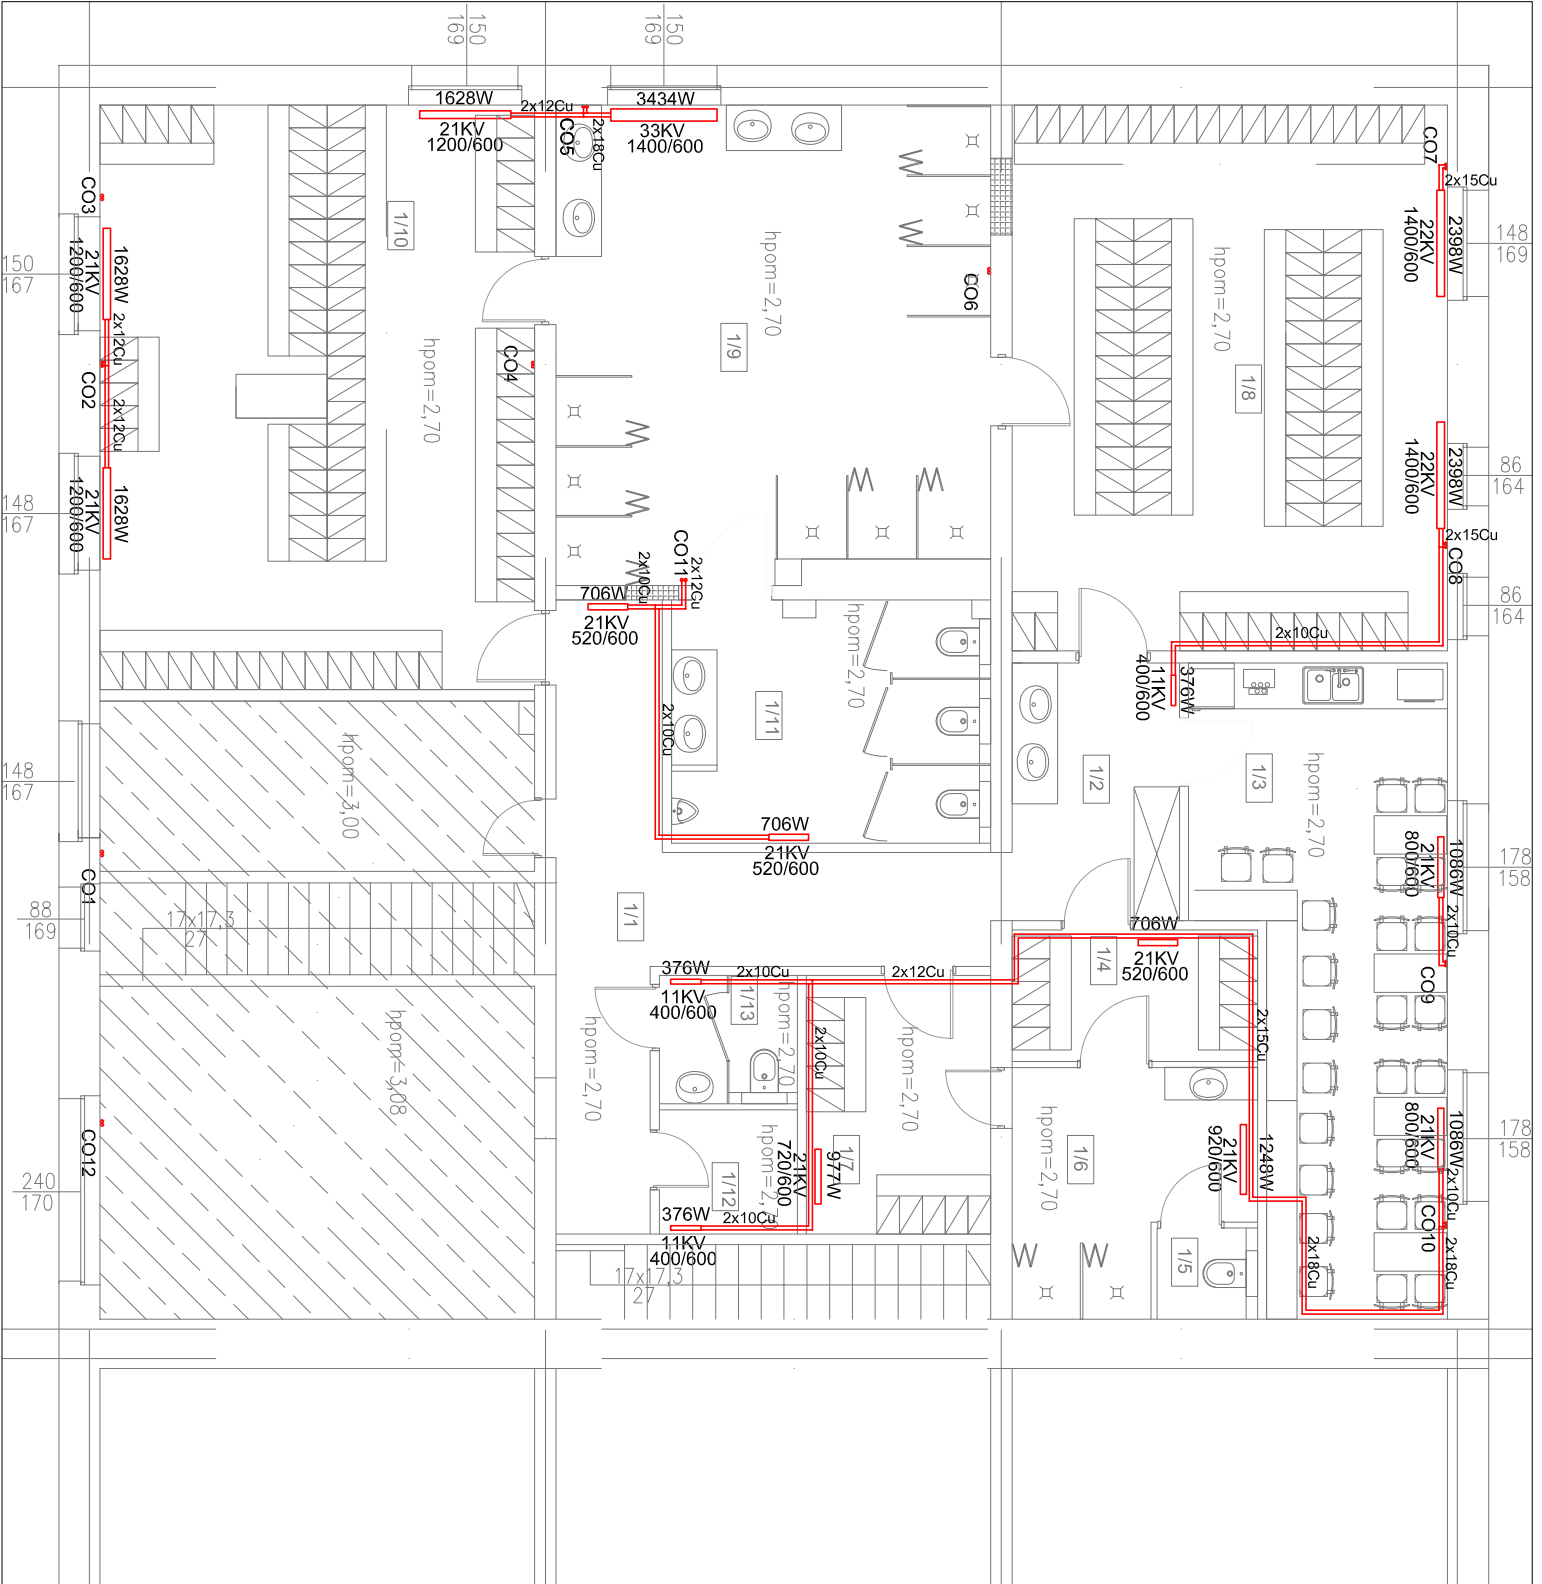 150
169
150
169
1628W
21KV
1200/600
2x12Cu
CO5
2x18Cu
3434W
33KV
1400/600
CO7
2x15Cu
2398W
22KV
1400/600
148
169
CO3
1/10
1628W
21KV
1200/600
150
167
hpom=2,70
1/9
CO6
hpom=2,70
1/8
2x12Cu
CO2
2x12Cu
CO4
hpom=2,70
2398W
22KV
1400/600
86
164
1628W
21KV
1200/600
148
167
CO11
2x12Cu
2x10Cu
706W
21KV
520/600
2x15Cu
CO8
86
164
hpom=2,70
2x10Cu
376W
11KV
400/600
2x10Cu
1/11
1/2
1/3
hpom=2,70
hpom=3,00
148
167
706W
21KV
520/600
1086W
21KV
800/600
178
158
CO1
88
169
17x17,3
27
1/1
706W
21KV
520/600
1/4
2x10Cu
CO9
376W
11KV
400/600
2x10Cu
2x12Cu
1/13
hpom=2,70
2x10Cu
hpom=2,70
hpom=2,70
2x15Cu
hpom=3,08
CO12
240
170
hpom=2,70
1/6
1248W
21KV
920/600
1086W
21KV
800/600
178
158
1/12
hpom=2,70
977W
21KV
720/600
1/7
376W
11KV
400/600
2x10Cu
17x17,3
27
1/5
2x18Cu
2x10Cu
CO10
2x18Cu